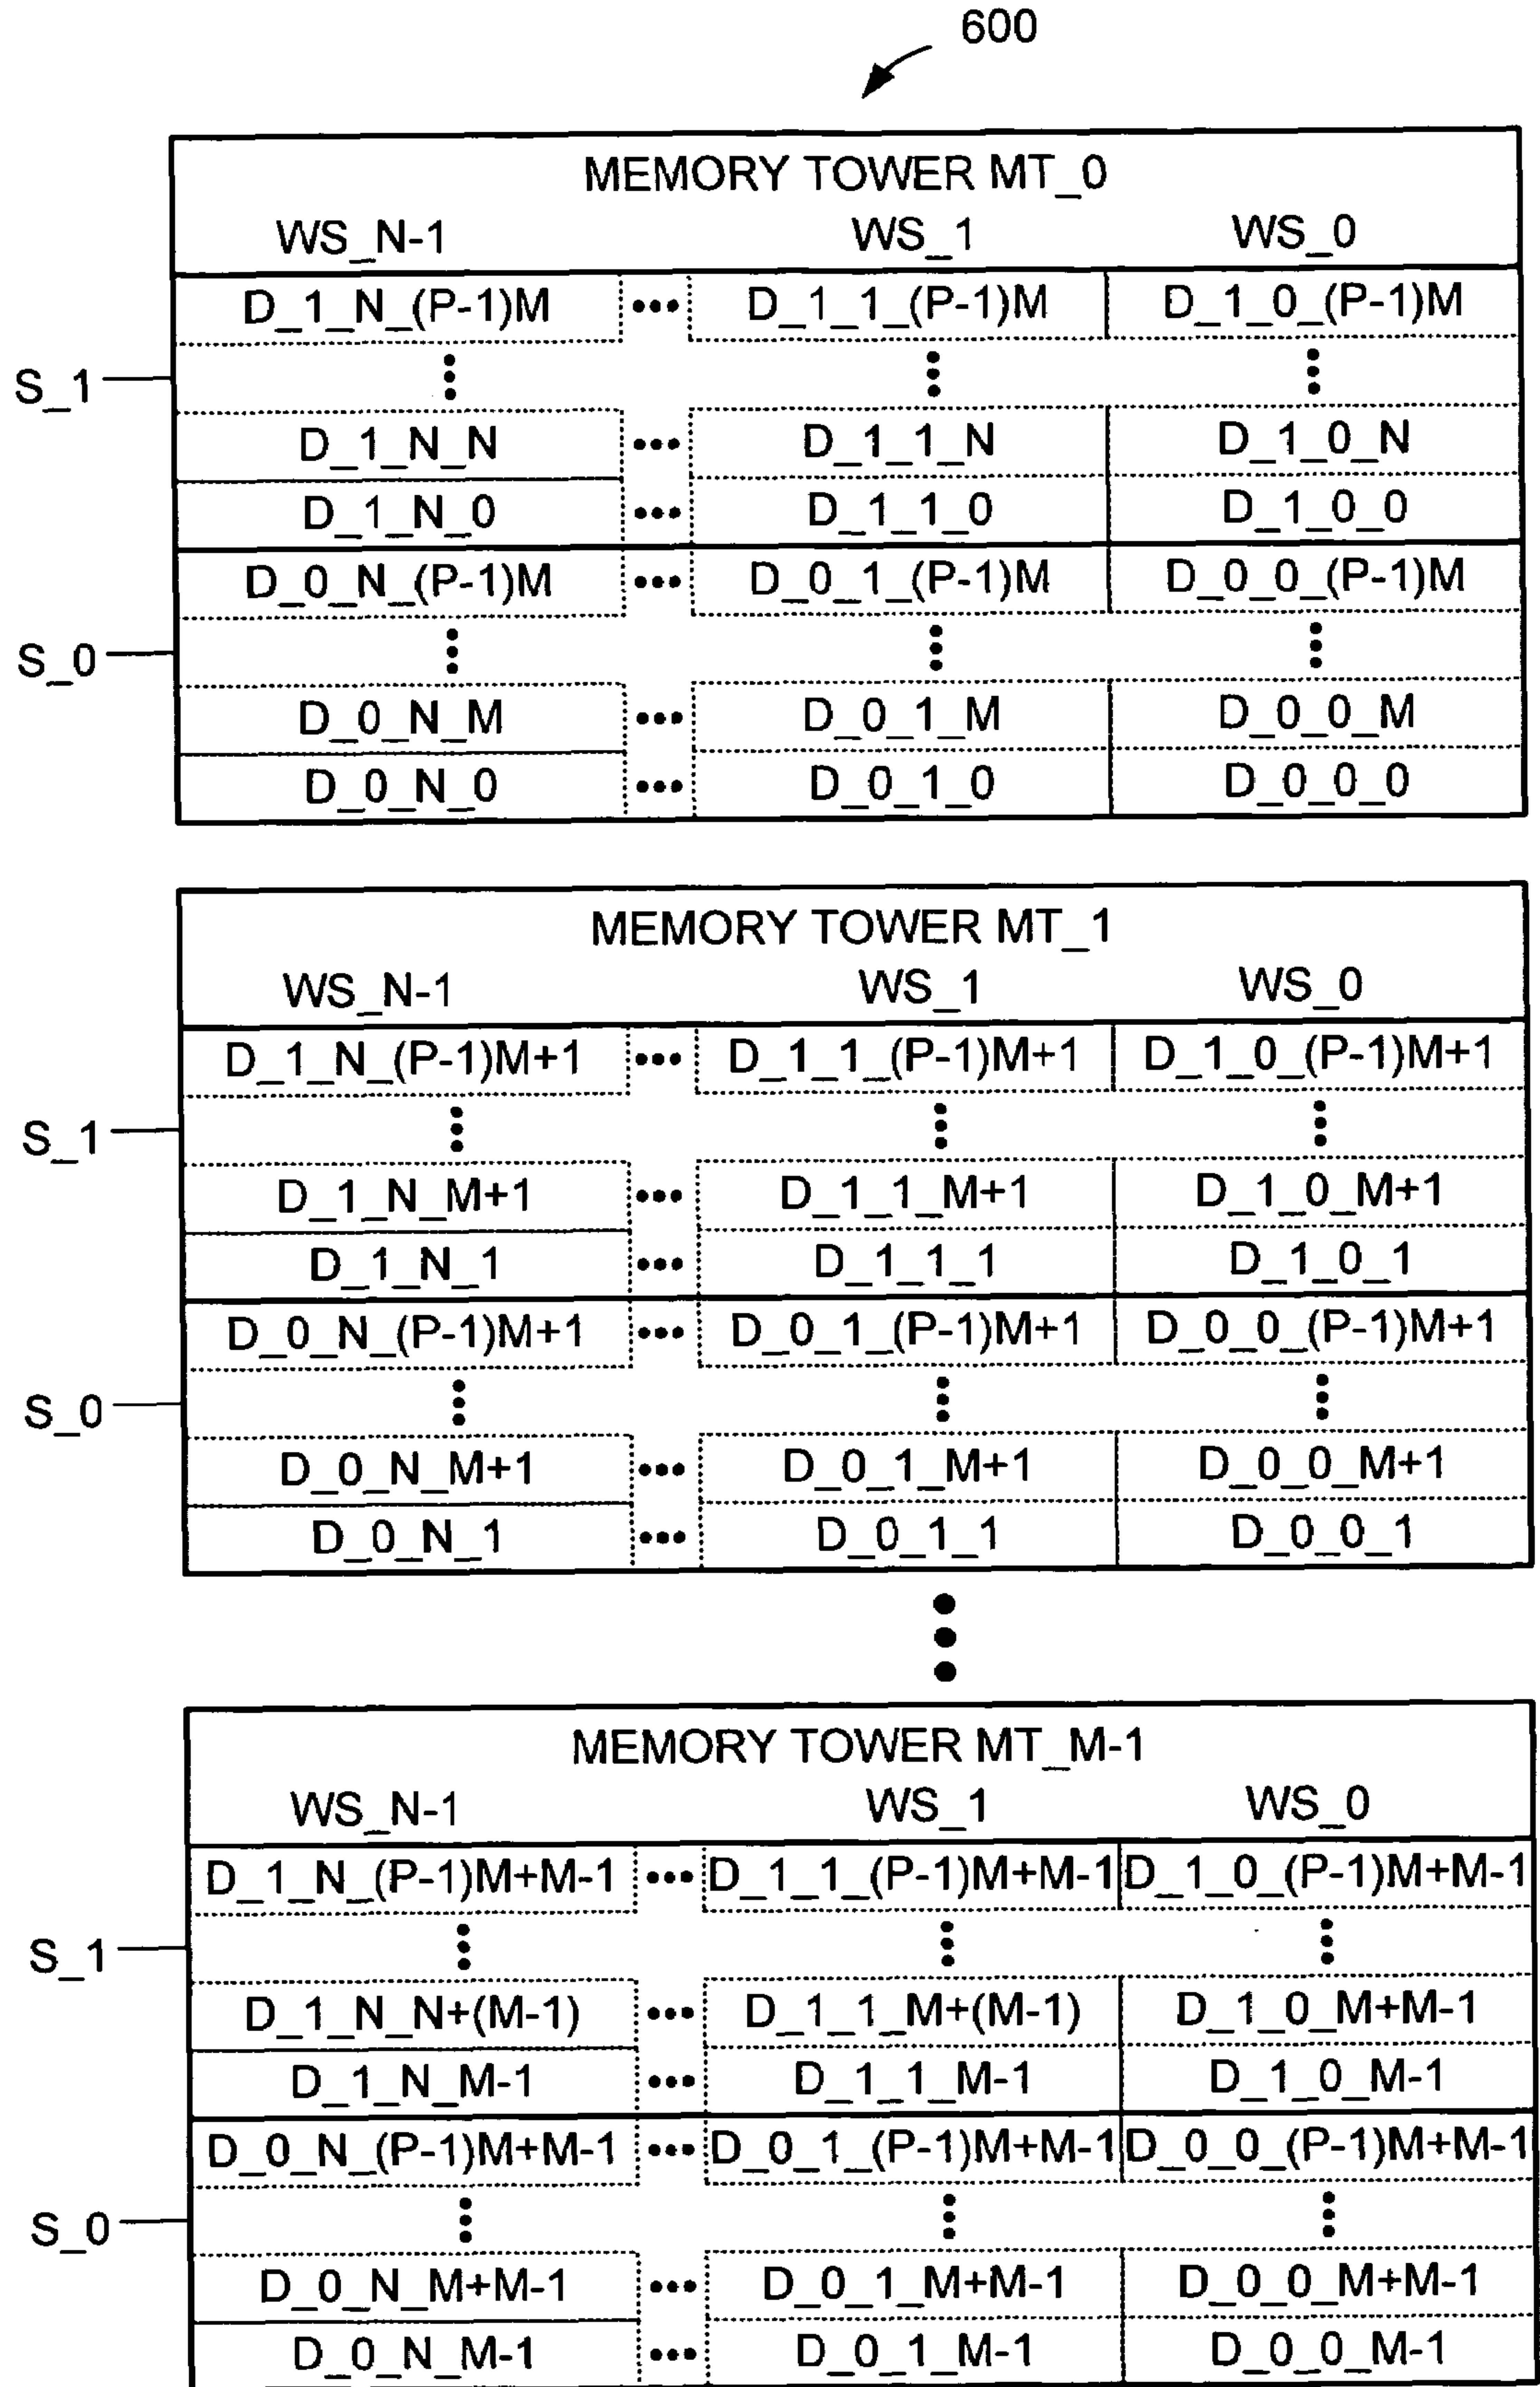 600
MEMORY TOWER MT_0
WS_N-1 WS_1 WS_0
D_1_N_(P-1)M ••• D_1_1_(P-1)M D_1_0_(P-1)M
S_1
D_1_N_N ••• D_1_1_N D_1_0_N
D_1_N_0 ••• D_1_1_0 D_1_0_0
D_0_N_(P-1)M ••• D_0_1_(P-1)M D_0_0_(P-1)M
S_0
D_0_N_M ••• D_0_1_M D_0_0_M
D_0_N_0 ••• D_0_1_0 D_0_0_0
MEMORY TOWER MT_1
WS_N-1 WS_1 WS_0
D_1_N_(P-1)M+1 ••• D_1_1_(P-1)M+1 D_1_0_(P-1)M+1
S_1
D_1_N_M+1 ••• D_1_1_M+1 D_1_0_M+1
D_1_N_1 ••• D_1_1_1 D_1_0_1
D_0_N_(P-1)M+1 ••• D_0_1_(P-1)M+1 D_0_0_(P-1)M+1
S_0
D_0_N_M+1 ••• D_0_1_M+1 D_0_0_M+1
D_0_N_1 ••• D_0_1_1 D_0_0_1
MEMORY TOWER MT_M-1
WS_N-1 WS_1 WS_0
D_1_N_(P-1)M+M-1 ••• D_1_1_(P-1)M+M-1 D_1_0_(P-1)M+M-1
S_1
D_1_N_N+(M-1) ••• D_1_1_M+(M-1) D_1_0_M+M-1
D_1_N_M-1 ••• D_1_1_M-1 D_1_0_M-1
D_0_N_(P-1)M+M-1 ••• D_0_1_(P-1)M+M-1 D_0_0_(P-1)M+M-1
S_0
D_0_N_M+M-1 ••• D_0_1_M+M-1 D_0_0_M+M-1
D_0_N_M-1 ••• D_0_1_M-1 D_0_0_M-1